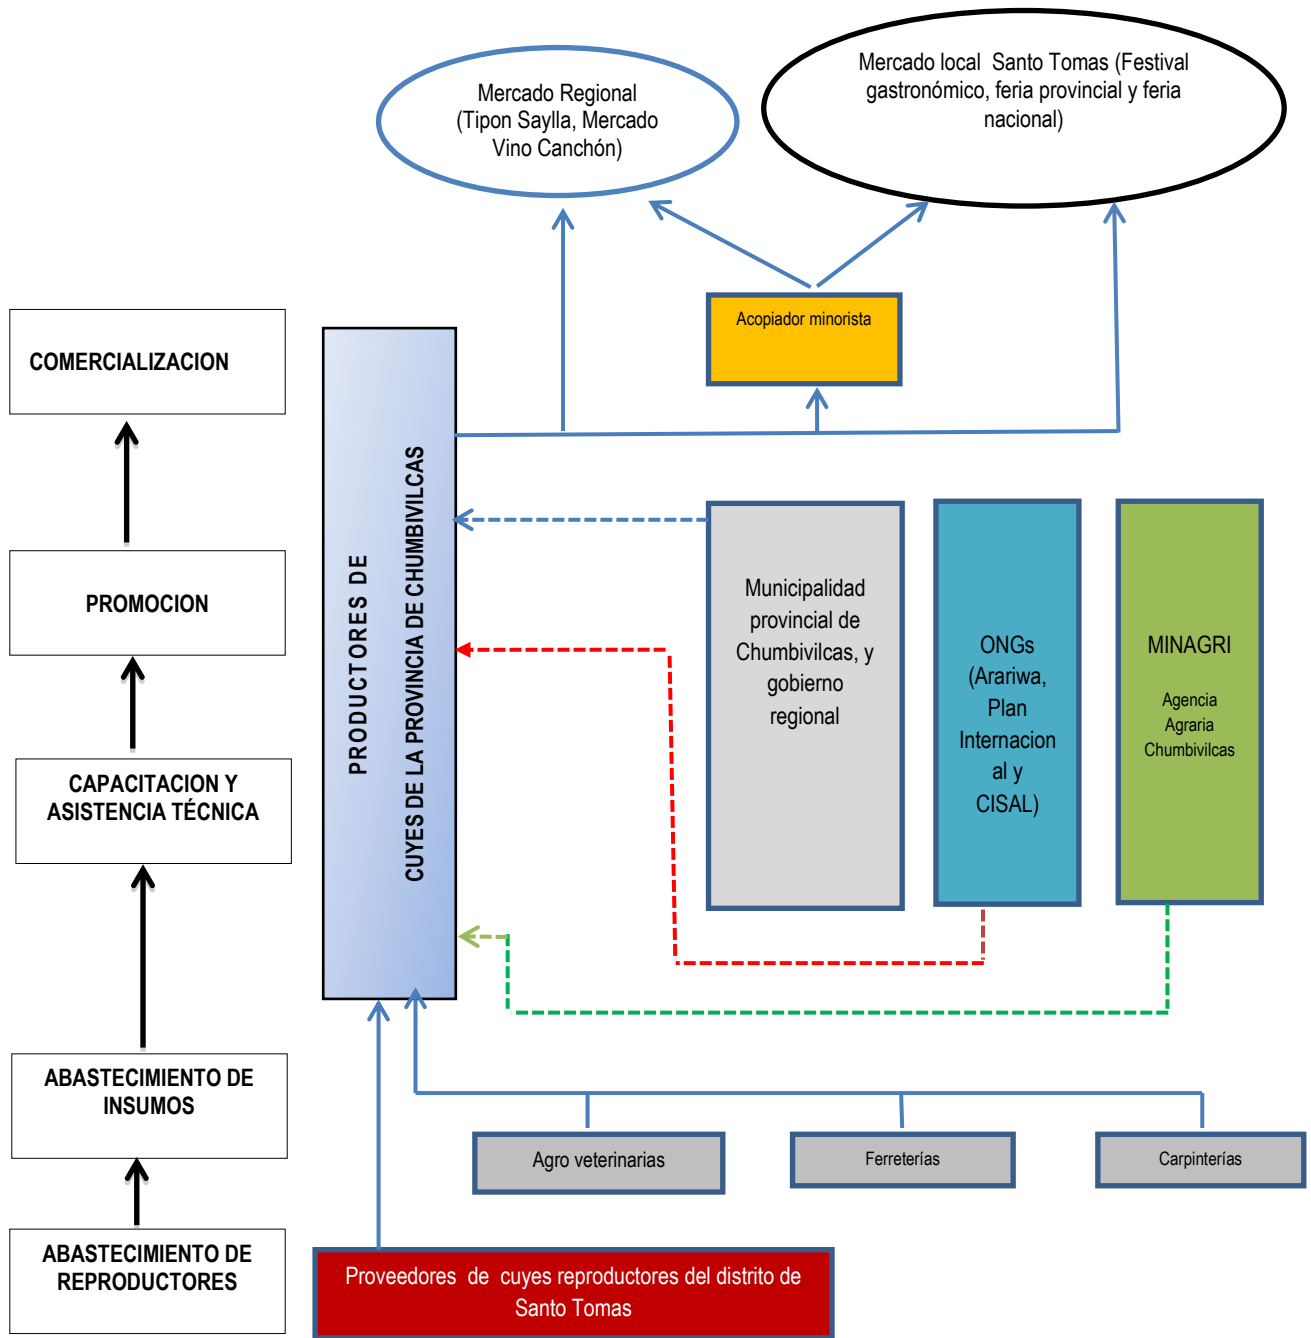 Mercado Regional
(Tipon Saylla, Mercado
Vino Canchón)
Mercado local  Santo Tomas (Festival
gastronómico, feria provincial y feria
nacional)
Acopiador minorista
COMERCIALIZACION
PROMOCION
CAPACITACION Y
ASISTENCIA TÉCNICA
ABASTECIMIENTO DE
INSUMOS
ABASTECIMIENTO DE
REPRODUCTORES
PRODUCTORES DE
CUYES DE LA PROVINCIA DE CHUMBIVILCAS
Municipalidad
provincial de
Chumbivilcas, y
gobierno
regional
ONGs
(Arariwa,
Plan
Internacion
al y
CISAL)
MINAGRI
Agencia
Agraria
Chumbivilcas
Agro veterinarias
Ferreterías
Carpinterías
Proveedores  de  cuyes reproductores del distrito de
Santo Tomas